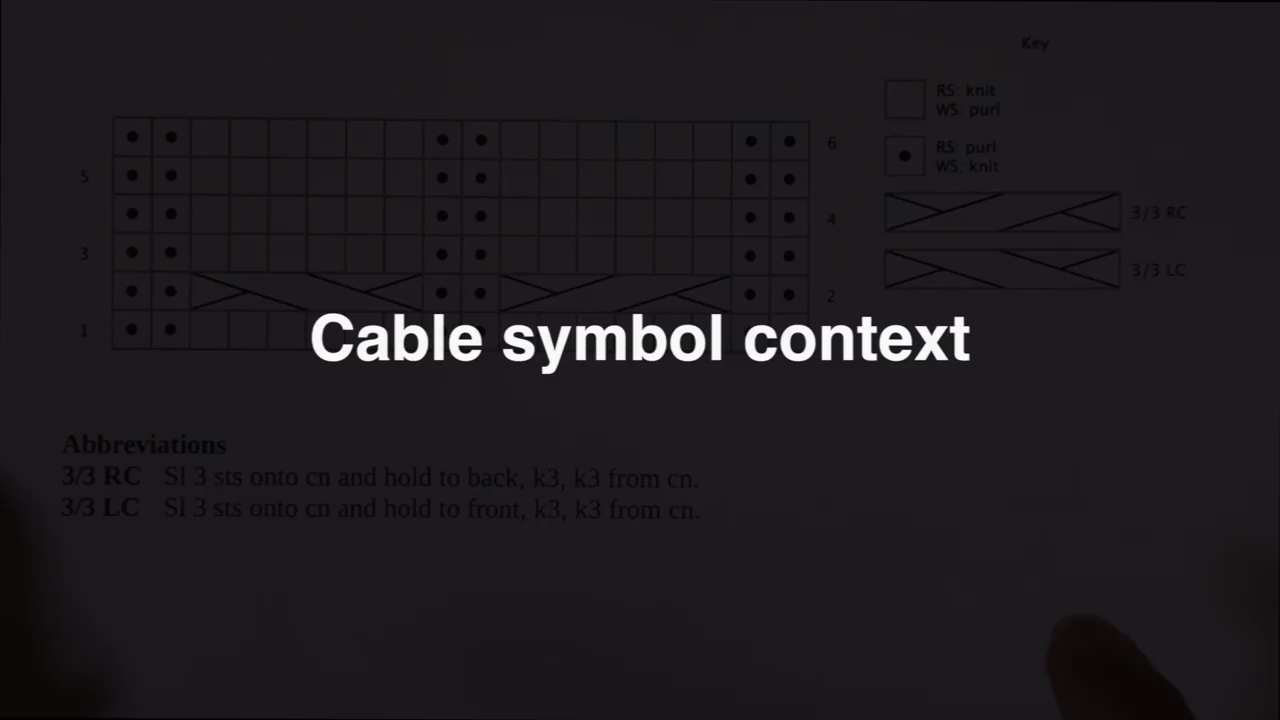 Key
RS: knit
WS: purl
RS: purl
WS: knit
6
5
4
3
2
1
3/3 RC
3/3 LC
Cable symbol context
Abbreviations
3/3 RC Sl 3 sts onto cn and hold to back, k3, k3 from cn.
3/3 LC Sl 3 sts onto cn and hold to front, k3, k3 from cn.